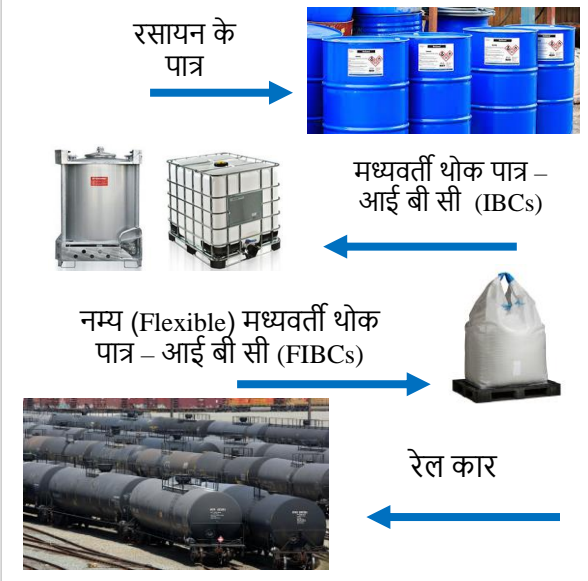 रसायन के
पात्र
मध्यवर्ती थोक पात्र –
आई बी सी (IBCs)
नम्य (Flexible) मध्यवर्ती थोक
पात्र – आई बी सी (FIBCs)
रेल कार